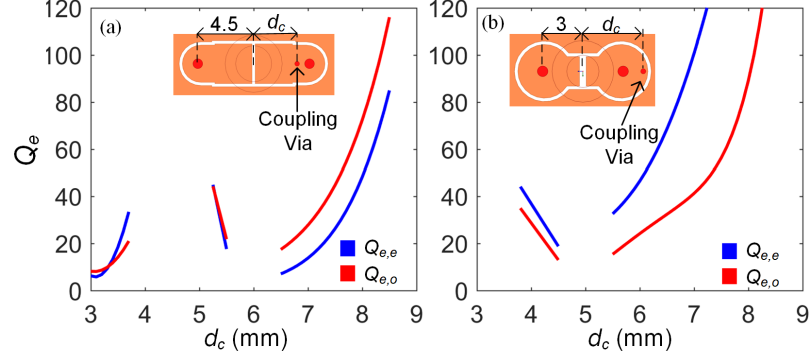 120
100
80
60
40
20
0
Qe
(a)
4.5
dc
Coupling
Via
Qe,e
Qe,o
3 4 5 6 7 8 9
dc (mm)
120
100
80
60
40
20
0
(b)
3
dc
Coupling
Via
Qe,e
Qe,o
3 4 5 6 7 8 9
dc (mm)